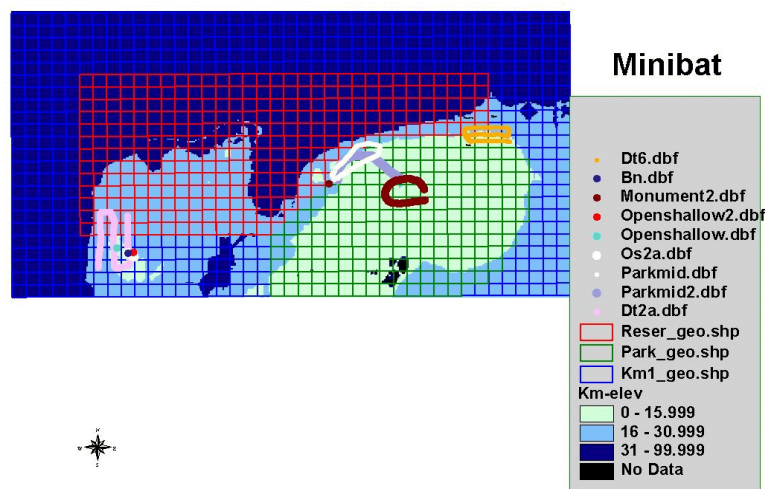 Minibat
Dt6.dbf
Bn.dbf
Monument2.dbf
Openshallow2.dbf
Openshallow.dbf
Os2a.dbf
Parkmid.dbf
Parkmid2.dbf
Dt2a.dbf
Reser_geo.shp
Park_geo.shp
Km1_geo.shp
Km-elev
0 - 15.999
16 - 30.999
31 - 99.999
No Data